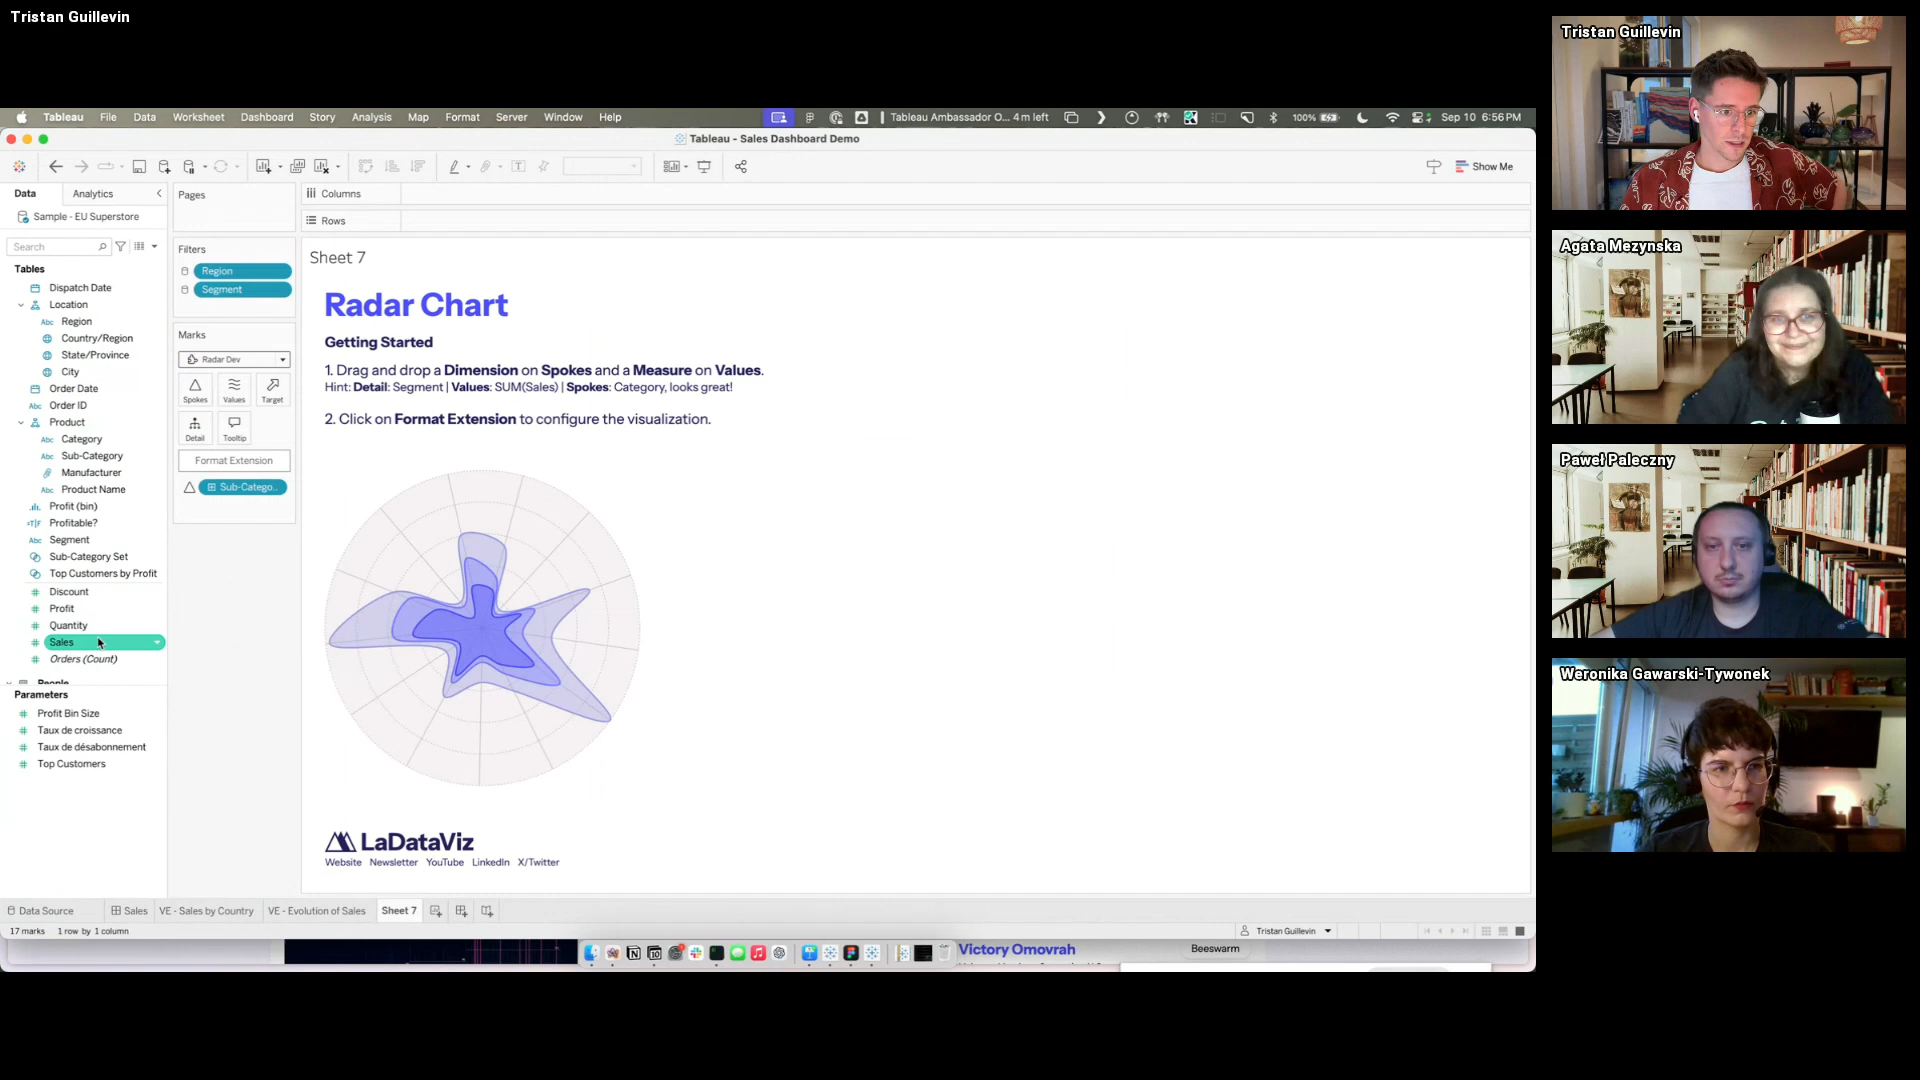 Tristan Guillevin
Tableau File Data Worksheet Dashboard Story Analysis Map Format Server Window Help
Tableau Ambassador O... 4 m left
100%
Sep 10 6:56 PM
Tableau - Sales Dashboard Demo
Show Me
Data
Analytics
Sample - EU Superstore
Search
Tables
Dispatch Date
Location
Abc Region
Country/Region
State/Province
City
Order Date
Abc Order ID
Product
Abc Category
Abc Sub-Category
Manufacturer
Abc Product Name
Profit (bin)
=T|F Profitable?
Abc Segment
Sub-Category Set
Top Customers by Profit
# Discount
# Profit
# Quantity
# Sales
# Orders (Count)
People
Parameters
# Profit Bin Size
# Taux de croissance
# Taux de désabonnement
# Top Customers
Pages
Filters
Region
Segment
Marks
Radar Dev
Spokes
Values
Target
Detail
Tooltip
Format Extension
Sub-Catego..
Columns
Rows
Sheet 7
Radar Chart
Getting Started
1. Drag and drop a Dimension on Spokes and a Measure on Values.
Hint: Detail: Segment | Values: SUM(Sales) | Spokes: Category, looks great!
2. Click on Format Extension to configure the visualization.
LaDataViz
Website Newsletter YouTube LinkedIn X/Twitter
Data Source
Sales
VE - Sales by Country
VE - Evolution of Sales
Sheet 7
17 marks 1 row by 1 column
Tristan Guillevin
Victory Omovrah
Beeswarm
Tristan Guillevin
Agata Mezynska
Paweł Paleczny
Weronika Gawarski-Tywonek